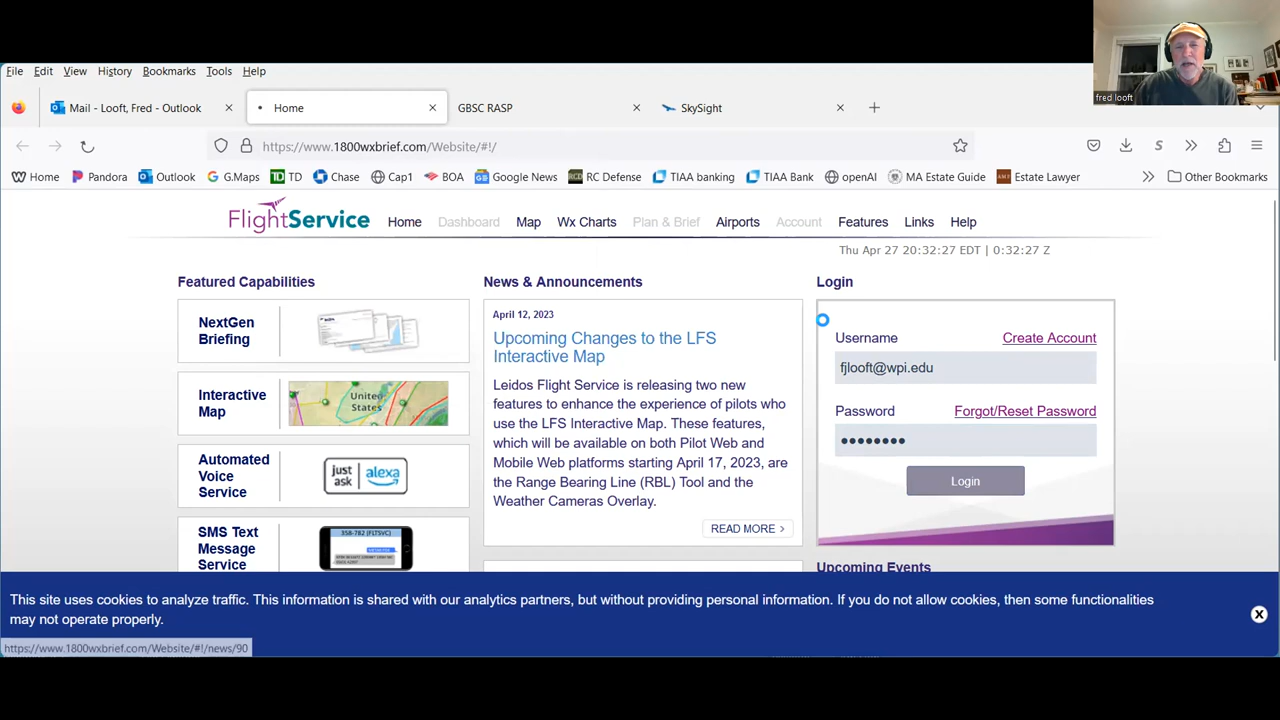 fred looft
File Edit View History Bookmarks Tools Help
Mail - Looft, Fred - Outlook
Home
GBSC RASP
SkySight
https://www.1800wxbrief.com/Website/#!/
Home Pandora Outlook G.Maps TD Chase Cap1 BOA Google News RC Defense TIAA banking TIAA Bank openAI MA Estate Guide Estate Lawyer Other Bookmarks
FlightService Home Dashboard Map Wx Charts Plan & Brief Airports Account Features Links Help
Thu Apr 27 20:32:27 EDT | 0:32:27 Z
Featured Capabilities
NextGen
Briefing
Interactive
Map
United
States
Automated
Voice
Service
just
ask
alexa
SMS Text
Message
Service
358-782 (FLTSVC)
News & Announcements
April 12, 2023
Upcoming Changes to the LFS
Interactive Map
Leidos Flight Service is releasing two new
features to enhance the experience of pilots who
use the LFS Interactive Map. These features,
which will be available on both Pilot Web and
Mobile Web platforms starting April 17, 2023, are
the Range Bearing Line (RBL) Tool and the
Weather Cameras Overlay.
READ MORE >
Login
Username Create Account
fjlooft@wpi.edu
Password Forgot/Reset Password
Login
Upcoming Events
This site uses cookies to analyze traffic. This information is shared with our analytics partners, but without providing personal information. If you do not allow cookies, then some functionalities
may not operate properly.
X
https://www.1800wxbrief.com/Website/#!/news/90